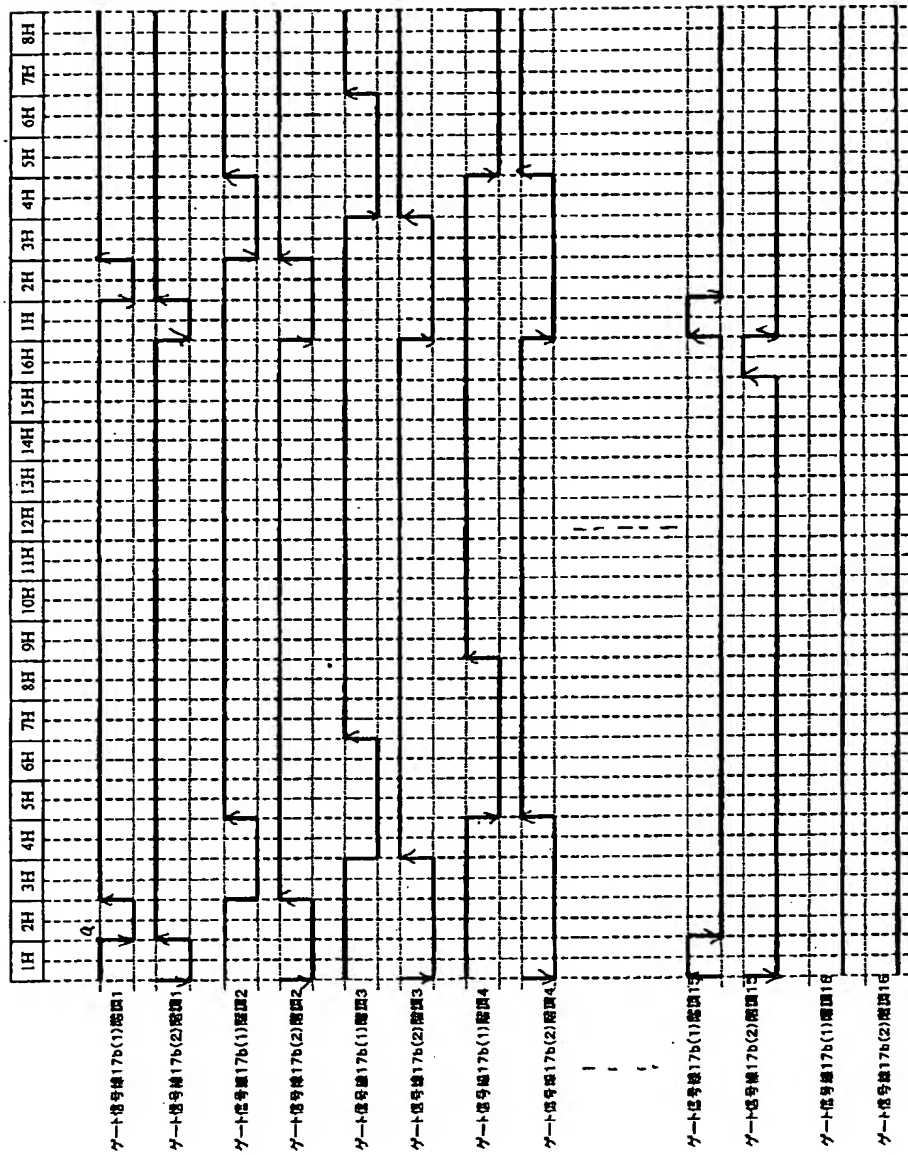 1H 2H 3H 4H 5H 6H 7H 8H 9H 10H 11H 12H 13H 14H 15H 16H 1H 2H 3H 4H 5H 6H 7H 8H
a
ゲート信号線17b(1)階調1
ゲート信号線17b(2)階調1
ゲート信号線17b(1)階調2
ゲート信号線17b(2)階調2
ゲート信号線17b(1)階調3
ゲート信号線17b(2)階調3
ゲート信号線17b(1)階調4
ゲート信号線17b(2)階調4
ゲート信号線17b(1)階調15
ゲート信号線17b(2)階調15
ゲート信号線17b(1)階調16
ゲート信号線17b(2)階調16